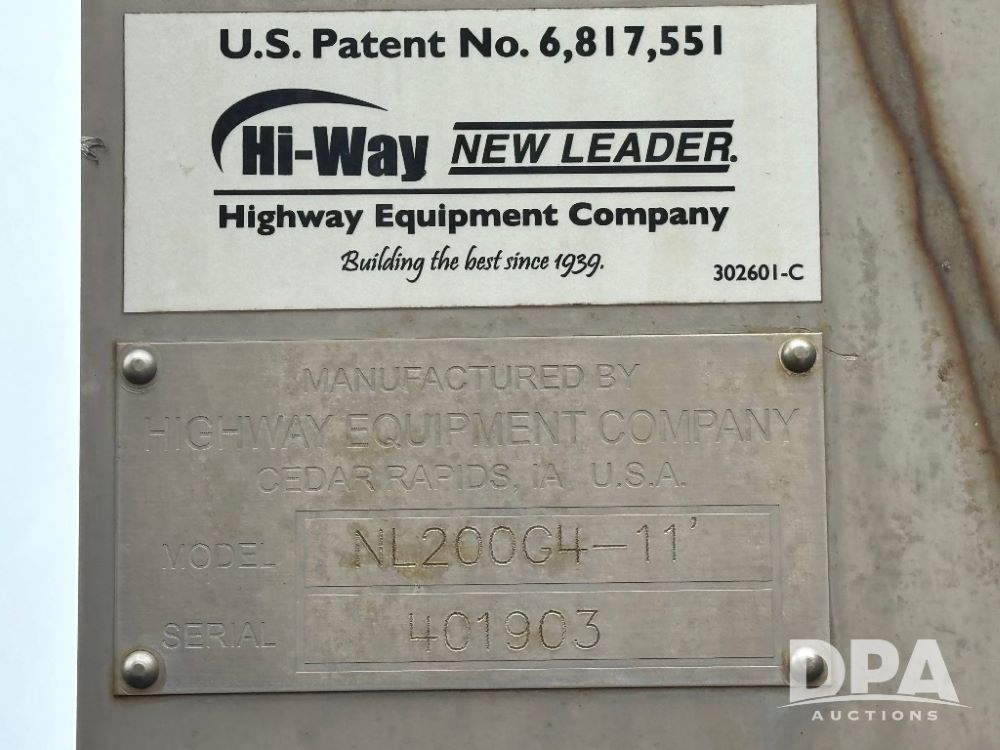 U.S. Patent No. 6,817,551
Hi-Way NEW LEADER.
Highway Equipment Company
Building the best since 1939.
302601-C
MANUFACTURED BY
HIGHWAY EQUIPMENT COMPANY
CEDAR RAPIDS, IA U.S.A.
MODEL NL200G4-11'
SERIAL 401903
DPA
AUCTIONS